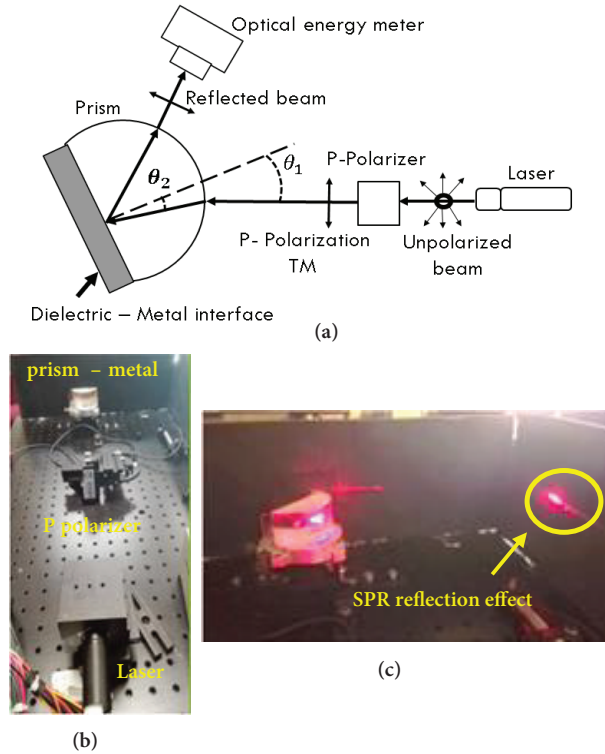 Optical energy meter
Reflected beam
Prism
θ₁
P-Polarizer
Laser
θ₂
P- Polarization
TM
Unpolarized
beam
Dielectric – Metal interface
(a)
prism – metal
P polarizer
Laser
(b)
SPR reflection effect
(c)